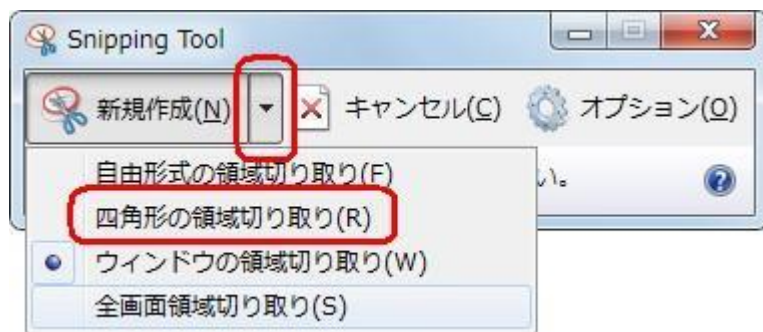 Snipping Tool
新規作成(N) キャンセル(C) オプション(O)
自由形式の領域切り取り(F)
い。
四角形の領域切り取り(R)
ウィンドウの領域切り取り(W)
全画面領域切り取り(S)